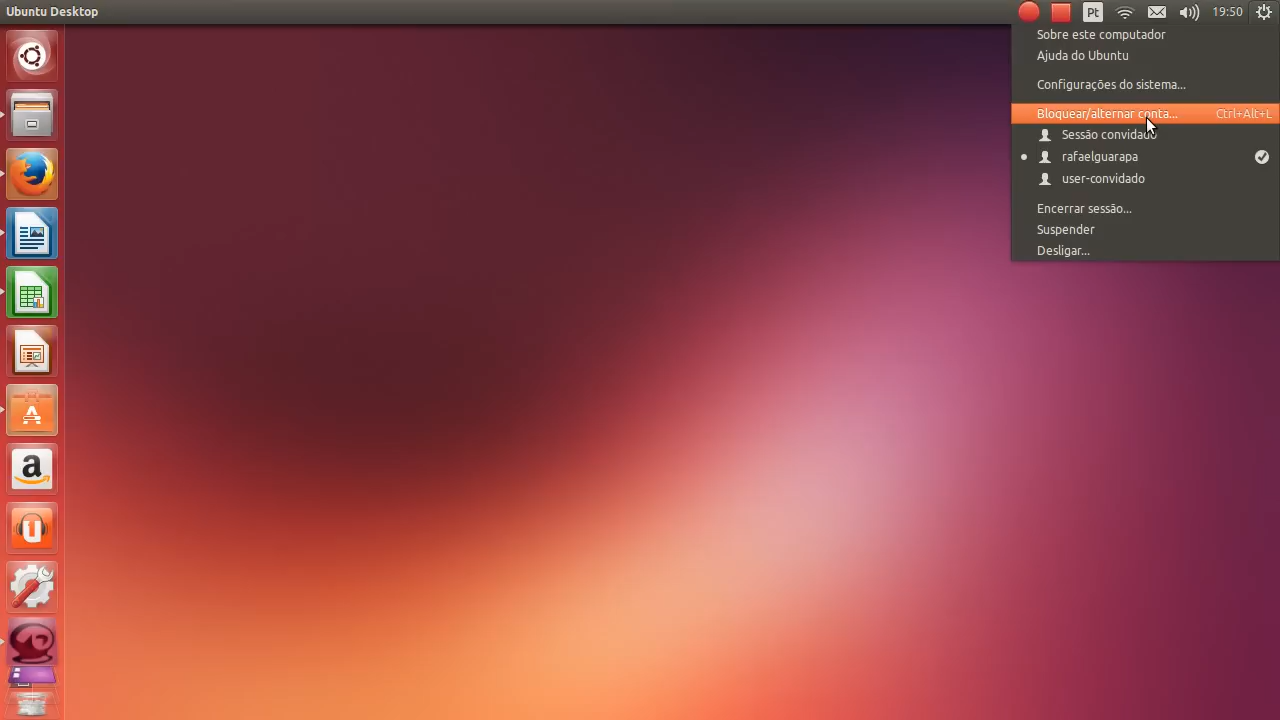 Ubuntu Desktop
Pt
19:50
Sobre este computador
Ajuda do Ubuntu
Configurações do sistema...
Bloquear/alternar conta... Ctrl+Alt+L
Sessão convidado
rafaelguarapa
user-convidado
Encerrar sessão...
Suspender
Desligar...
A
a
u